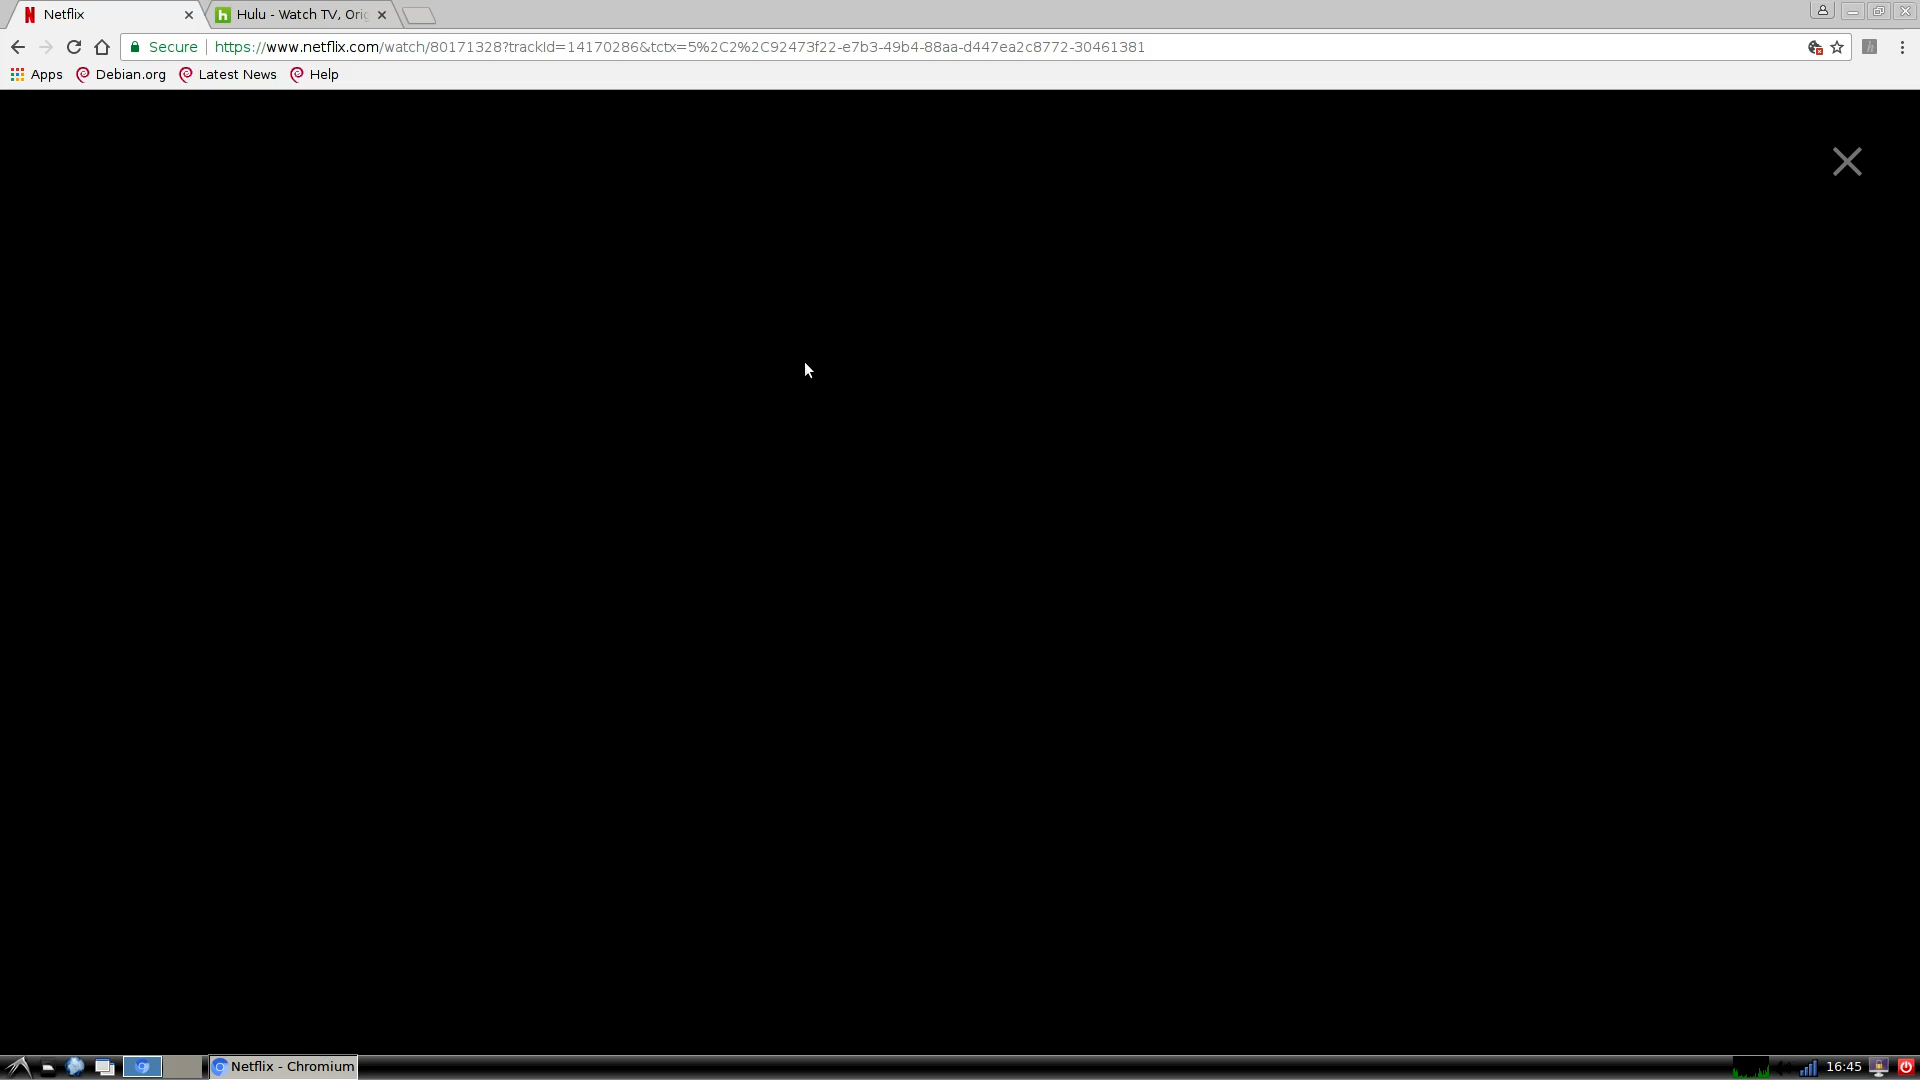 Netflix
Hulu - Watch TV, Orig
Secure
https://www.netflix.com/watch/80171328?trackId=14170286&tctx=5%2C2%2C92473f22-e7b3-49b4-88aa-d447ea2c8772-30461381
Apps
Debian.org
Latest News
Help
Netflix - Chromium
16:45